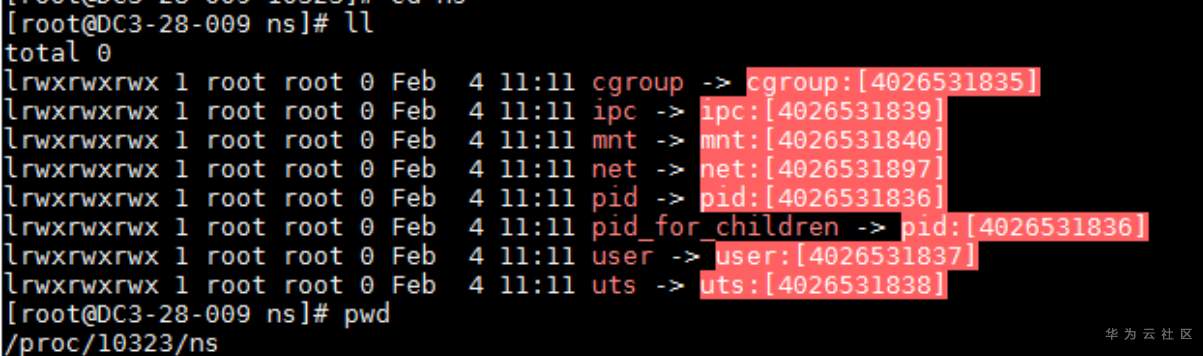 [root@DC3-28-009 ns]# ll
total 0
lrwxrwxrwx 1 root root 0 Feb  4 11:11 cgroup -> cgroup:[4026531835]
lrwxrwxrwx 1 root root 0 Feb  4 11:11 ipc -> ipc:[4026531839]
lrwxrwxrwx 1 root root 0 Feb  4 11:11 mnt -> mnt:[4026531840]
lrwxrwxrwx 1 root root 0 Feb  4 11:11 net -> net:[4026531897]
lrwxrwxrwx 1 root root 0 Feb  4 11:11 pid -> pid:[4026531836]
lrwxrwxrwx 1 root root 0 Feb  4 11:11 pid_for_children -> pid:[4026531836]
lrwxrwxrwx 1 root root 0 Feb  4 11:11 user -> user:[4026531837]
lrwxrwxrwx 1 root root 0 Feb  4 11:11 uts -> uts:[4026531838]
[root@DC3-28-009 ns]# pwd
/proc/10323/ns
华为云社区